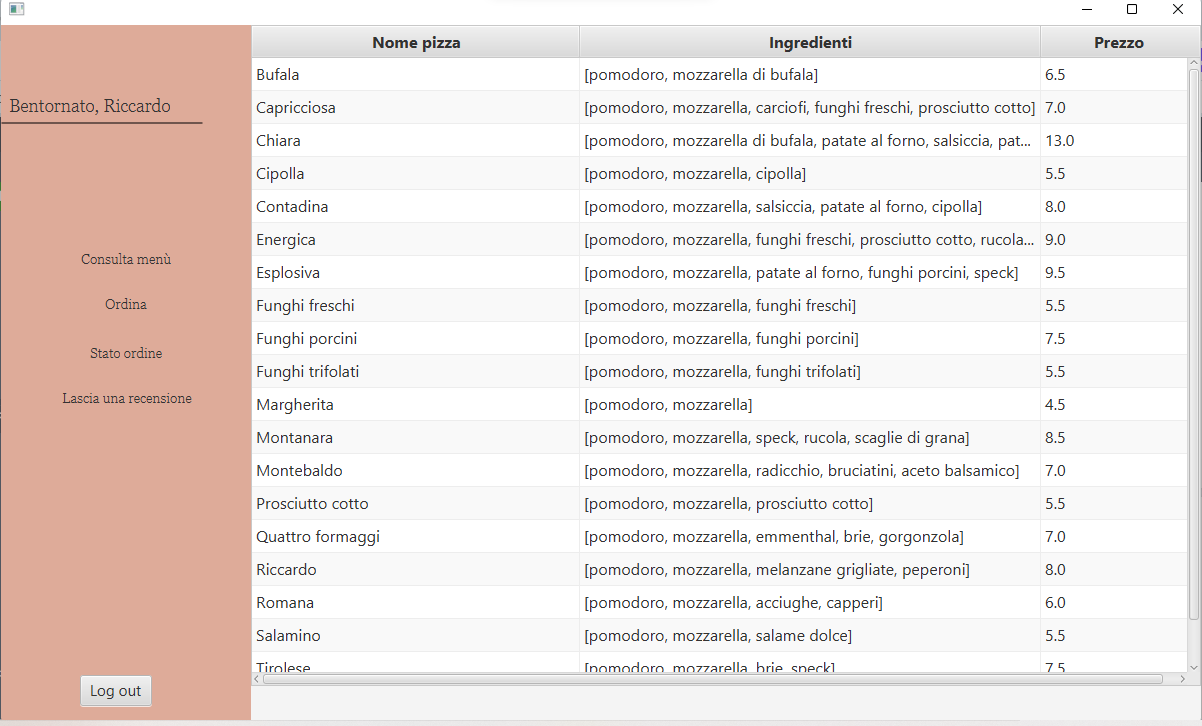 Bentornato, Riccardo
Consulta menù
Ordina
Stato ordine
Lascia una recensione
Log out
Nome pizza Ingredienti Prezzo
Bufala [pomodoro, mozzarella di bufala] 6.5
Capricciosa [pomodoro, mozzarella, carciofi, funghi freschi, prosciutto cotto] 7.0
Chiara [pomodoro, mozzarella di bufala, patate al forno, salsiccia, pat... 13.0
Cipolla [pomodoro, mozzarella, cipolla] 5.5
Contadina [pomodoro, mozzarella, salsiccia, patate al forno, cipolla] 8.0
Energica [pomodoro, mozzarella, funghi freschi, prosciutto cotto, rucola... 9.0
Esplosiva [pomodoro, mozzarella, patate al forno, funghi porcini, speck] 9.5
Funghi freschi [pomodoro, mozzarella, funghi freschi] 5.5
Funghi porcini [pomodoro, mozzarella, funghi porcini] 7.5
Funghi trifolati [pomodoro, mozzarella, funghi trifolati] 5.5
Margherita [pomodoro, mozzarella] 4.5
Montanara [pomodoro, mozzarella, speck, rucola, scaglie di grana] 8.5
Montebaldo [pomodoro, mozzarella, radicchio, bruciatini, aceto balsamico] 7.0
Prosciutto cotto [pomodoro, mozzarella, prosciutto cotto] 5.5
Quattro formaggi [pomodoro, mozzarella, emmenthal, brie, gorgonzola] 7.0
Riccardo [pomodoro, mozzarella, melanzane grigliate, peperoni] 8.0
Romana [pomodoro, mozzarella, acciughe, capperi] 6.0
Salamino [pomodoro, mozzarella, salame dolce] 5.5
Tirolese [pomodoro, mozzarella, brie, speck] 7.5